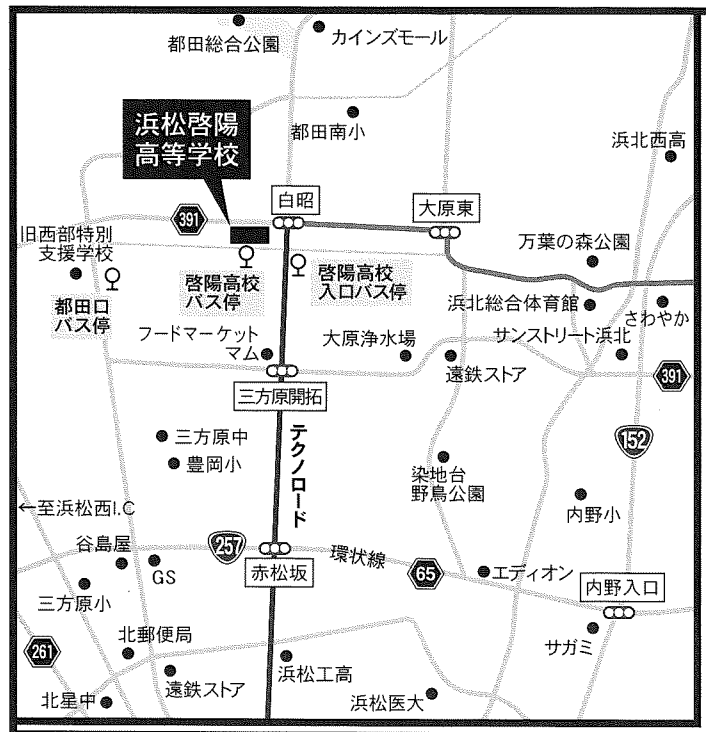 都田総合公園
カインズモール
都田南小
浜松啓陽
高等学校
浜北西高
391
白昭
大原東
旧西部特別
支援学校
都田口
バス停
啓陽高校
バス停
啓陽高校
入口バス停
万葉の森公園
浜北総合体育館
さわやか
フードマーケット
マム
大原浄水場
遠鉄ストア
サンストリート浜北
391
三方原開拓
テクノロード
152
三方原中
豊岡小
染地台
野鳥公園
内野小
←至浜松西I.C
谷島屋
GS
257
赤松坂
環状線
65
エディオン
内野入口
三方原小
261
北郵便局
遠鉄ストア
北星中
浜松工高
浜松医大
サガミ